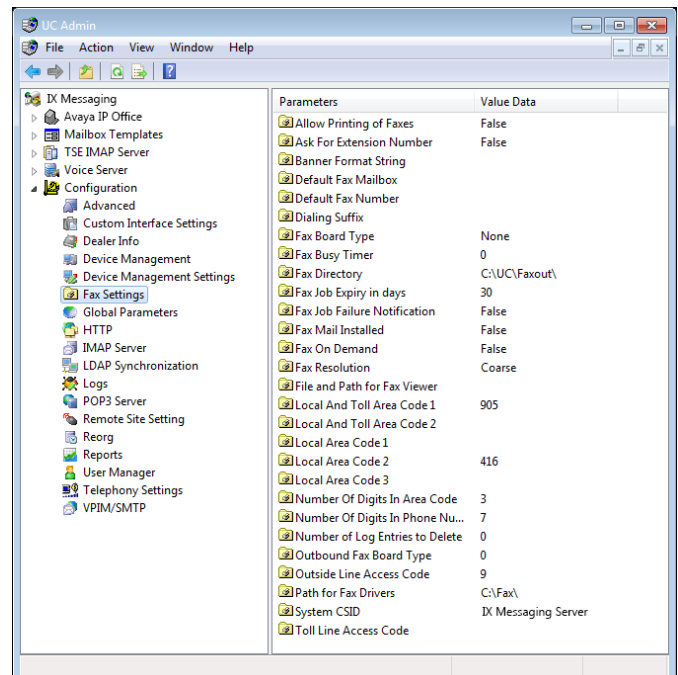 UC Admin
File Action View Window Help
IX Messaging
Avaya IP Office
Mailbox Templates
TSE IMAP Server
Voice Server
Configuration
Advanced
Custom Interface Settings
Dealer Info
Device Management
Device Management Settings
Fax Settings
Global Parameters
HTTP
IMAP Server
LDAP Synchronization
Logs
POP3 Server
Remote Site Setting
Reorg
Reports
User Manager
Telephony Settings
VPIM/SMTP
Parameters Value Data
Allow Printing of Faxes False
Ask For Extension Number False
Banner Format String
Default Fax Mailbox
Default Fax Number
Dialing Suffix
Fax Board Type None
Fax Busy Timer 0
Fax Directory C:\UC\Faxout\
Fax Job Expiry in days 30
Fax Job Failure Notification False
Fax Mail Installed False
Fax On Demand False
Fax Resolution Coarse
File and Path for Fax Viewer
Local And Toll Area Code 1 905
Local And Toll Area Code 2
Local Area Code 1
Local Area Code 2 416
Local Area Code 3
Number Of Digits In Area Code 3
Number Of Digits In Phone Nu... 7
Number of Log Entries to Delete 0
Outbound Fax Board Type 0
Outside Line Access Code 9
Path for Fax Drivers C:\Fax\
System CSID IX Messaging Server
Toll Line Access Code